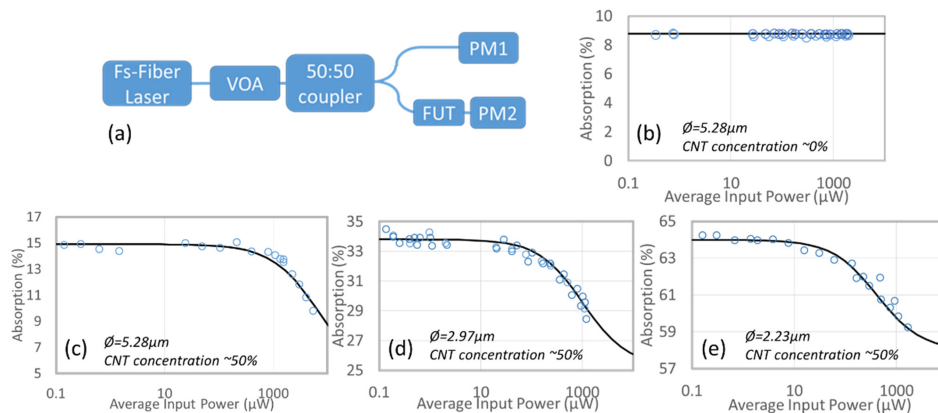 Fs-Fiber
Laser
VOA
50:50
coupler
PM1
FUT
PM2
(a)
10
8
6
4
2
0
Absorption (%)
(b)
Ø=5.28µm
CNT concentration ~0%
0.1
10
1000
Average Input Power (µW)
17
15
13
11
9
7
5
Absorption (%)
(c)
Ø=5.28µm
CNT concentration ~50%
0.1
10
1000
Average Input Power (µW)
35
33
31
29
27
25
Absorption (%)
(d)
Ø=2.97µm
CNT concentration ~50%
0.1
10
1000
Average Input Power (µW)
65
63
61
59
57
Absorption (%)
(e)
Ø=2.23µm
CNT concentration ~50%
0.1
10
1000
Average Input Power (µW)